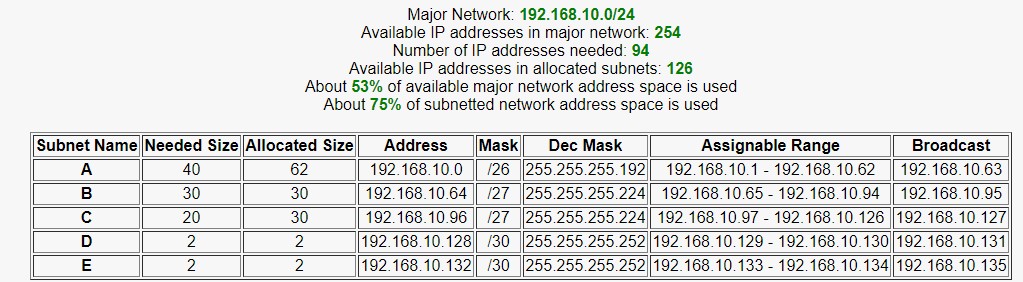 Major Network: 192.168.10.0/24
Available IP addresses in major network: 254
Number of IP addresses needed: 94
Available IP addresses in allocated subnets: 126
About 53% of available major network address space is used
About 75% of subnetted network address space is used
Subnet Name Needed Size Allocated Size Address Mask Dec Mask Assignable Range Broadcast
A 40 62 192.168.10.0 /26 255.255.255.192 192.168.10.1 - 192.168.10.62 192.168.10.63
B 30 30 192.168.10.64 /27 255.255.255.224 192.168.10.65 - 192.168.10.94 192.168.10.95
C 20 30 192.168.10.96 /27 255.255.255.224 192.168.10.97 - 192.168.10.126 192.168.10.127
D 2 2 192.168.10.128 /30 255.255.255.252 192.168.10.129 - 192.168.10.130 192.168.10.131
E 2 2 192.168.10.132 /30 255.255.255.252 192.168.10.133 - 192.168.10.134 192.168.10.135